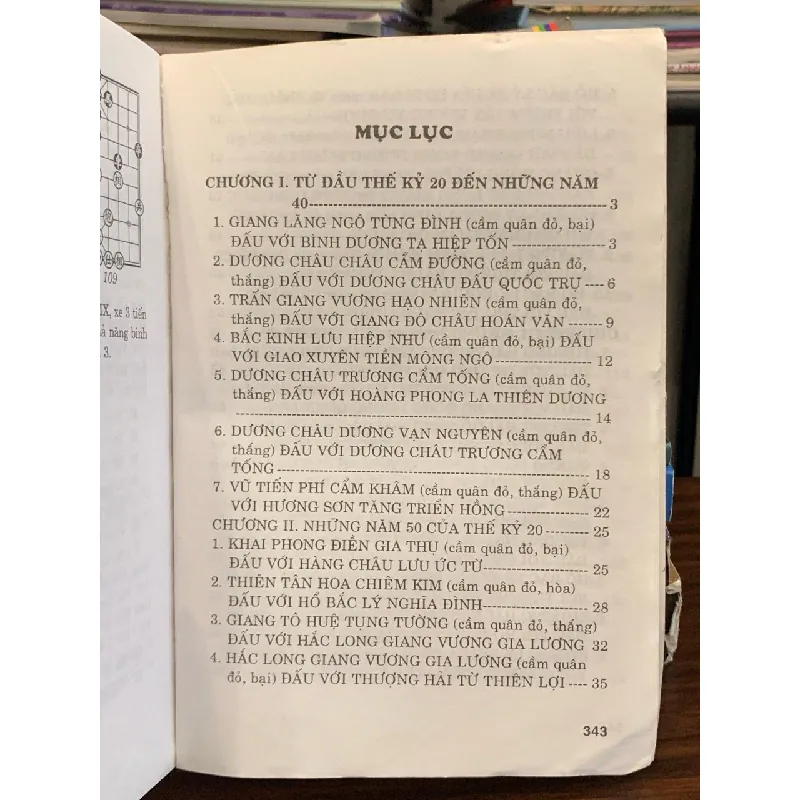 109
IX, xe 3 tiến
ả năng bình
3.
MỤC LỤC
CHƯƠNG I. TỪ ĐẦU THẾ KỶ 20 ĐẾN NHỮNG NĂM
40 --- 3
1. GIANG LĂNG NGÔ TÙNG ĐÌNH (cầm quân đỏ, bại)
ĐẤU VỚI BÌNH DƯƠNG TẠ HIỆP TỐN --- 3
2. DƯƠNG CHÂU CHÂU CẨM ĐƯỜNG (cầm quân đỏ,
thắng) ĐẤU VỚI DƯƠNG CHÂU ĐẤU QUỐC TRỤ --- 6
3. TRẤN GIANG VƯƠNG HẠO NHIÊN (cầm quân đỏ,
thắng) ĐẤU VỚI GIANG ĐÔ CHÂU HOÁN VĂN --- 9
4. BẮC KINH LƯU HIỆP NHƯ (cầm quân đỏ, bại) ĐẤU
VỚI GIAO XUYÊN TIỀN MÔNG NGÔ --- 12
5. DƯƠNG CHÂU TRƯƠNG CẨM TỐNG (cầm quân đỏ,
thắng) ĐẤU VỚI HOÀNG PHONG LA THIÊN DƯƠNG
--- 14
6. DƯƠNG CHÂU DƯƠNG VẠN NGUYÊN (cầm quân đỏ,
thắng) ĐẤU VỚI DƯƠNG CHÂU TRƯƠNG CẨM
TỐNG --- 18
7. VŨ TIẾN PHÍ CẨM KHÂM (cầm quân đỏ, thắng) ĐẤU
VỚI HƯƠNG SƠN TĂNG TRIỂN HỒNG --- 22
CHƯƠNG II. NHỮNG NĂM 50 CỦA THẾ KỶ 20 --- 25
1. KHAI PHONG ĐIỀN GIA THỤ (cầm quân đỏ, bại)
ĐẤU VỚI HÀNG CHÂU LƯU ỨC TỪ --- 25
2. THIÊN TÂN HOA CHIÊM KIM (cầm quân đỏ, hòa)
ĐẤU VỚI HỒ BẮC LÝ NGHĨA ĐÌNH --- 28
3. GIANG TÔ HUỆ TỤNG TƯỜNG (cầm quân đỏ, thắng)
ĐẤU VỚI HẮC LONG GIANG VƯƠNG GIA LƯƠNG 32
4. HẮC LONG GIANG VƯƠNG GIA LƯƠNG (cầm quân
đỏ, bại) ĐẤU VỚI THƯỢNG HẢI TỪ THIÊN LỢI ---- 35
343